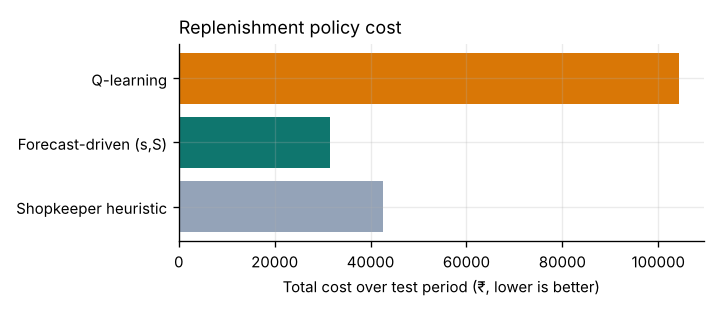 Replenishment policy cost
Q-learning
Forecast-driven (s,S)
Shopkeeper heuristic
0 20000 40000 60000 80000 100000
Total cost over test period (₹, lower is better)